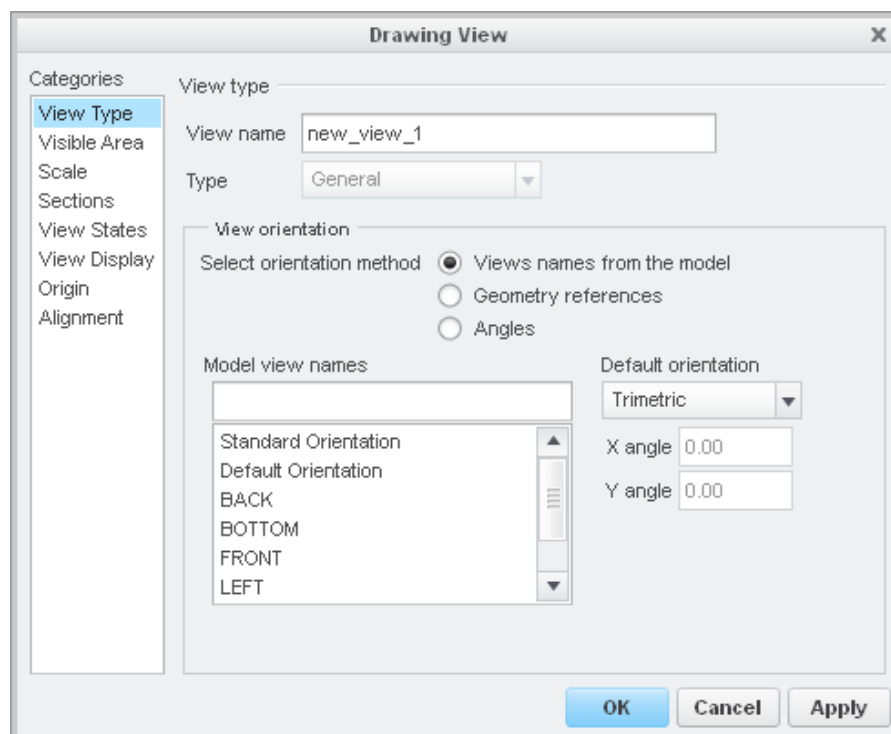 Drawing View
Categories
View Type
Visible Area
Scale
Sections
View States
View Display
Origin
Alignment
View type
View name new_view_1
Type General
View orientation
Select orientation method Views names from the model
Geometry references
Angles
Model view names
Standard Orientation
Default Orientation
BACK
BOTTOM
FRONT
LEFT
Default orientation
Trimetric
X angle 0.00
Y angle 0.00
OK Cancel Apply